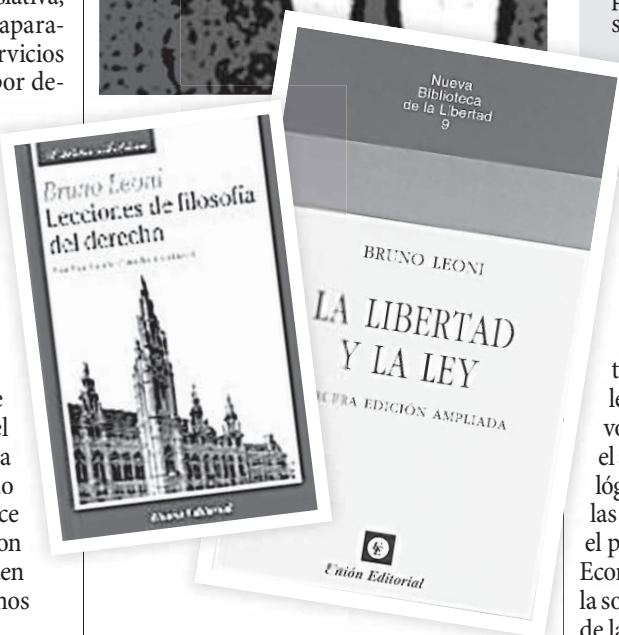 apara-
rvicios
por de-
Bruno Leoni
Lecciones de filosofía
del derecho
Unión Editorial
Nueva
Biblioteca
de la Libertad
9
BRUNO LEONI
LA LIBERTAD
Y LA LEY
EDICIÓN AMPLIADA
Unión Editorial
el
a
lo
ce
on
en
nos
t
le
vo
el
lóg
las
el p
Econ
la so
de la